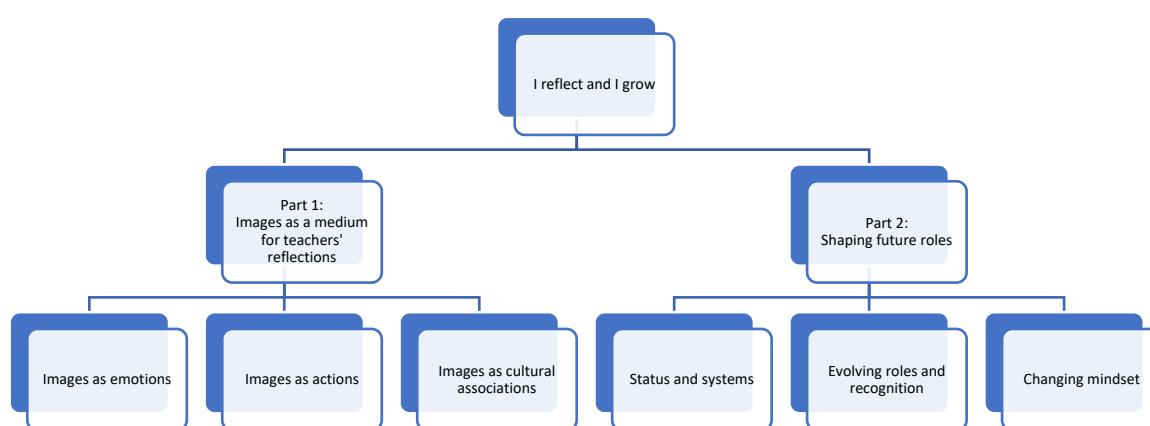 I reflect and I grow
Part 1:
Images as a medium
for teachers'
reflections
Part 2:
Shaping future roles
Images as emotions
Images as actions
Images as cultural
associations
Status and systems
Evolving roles and
recognition
Changing mindset